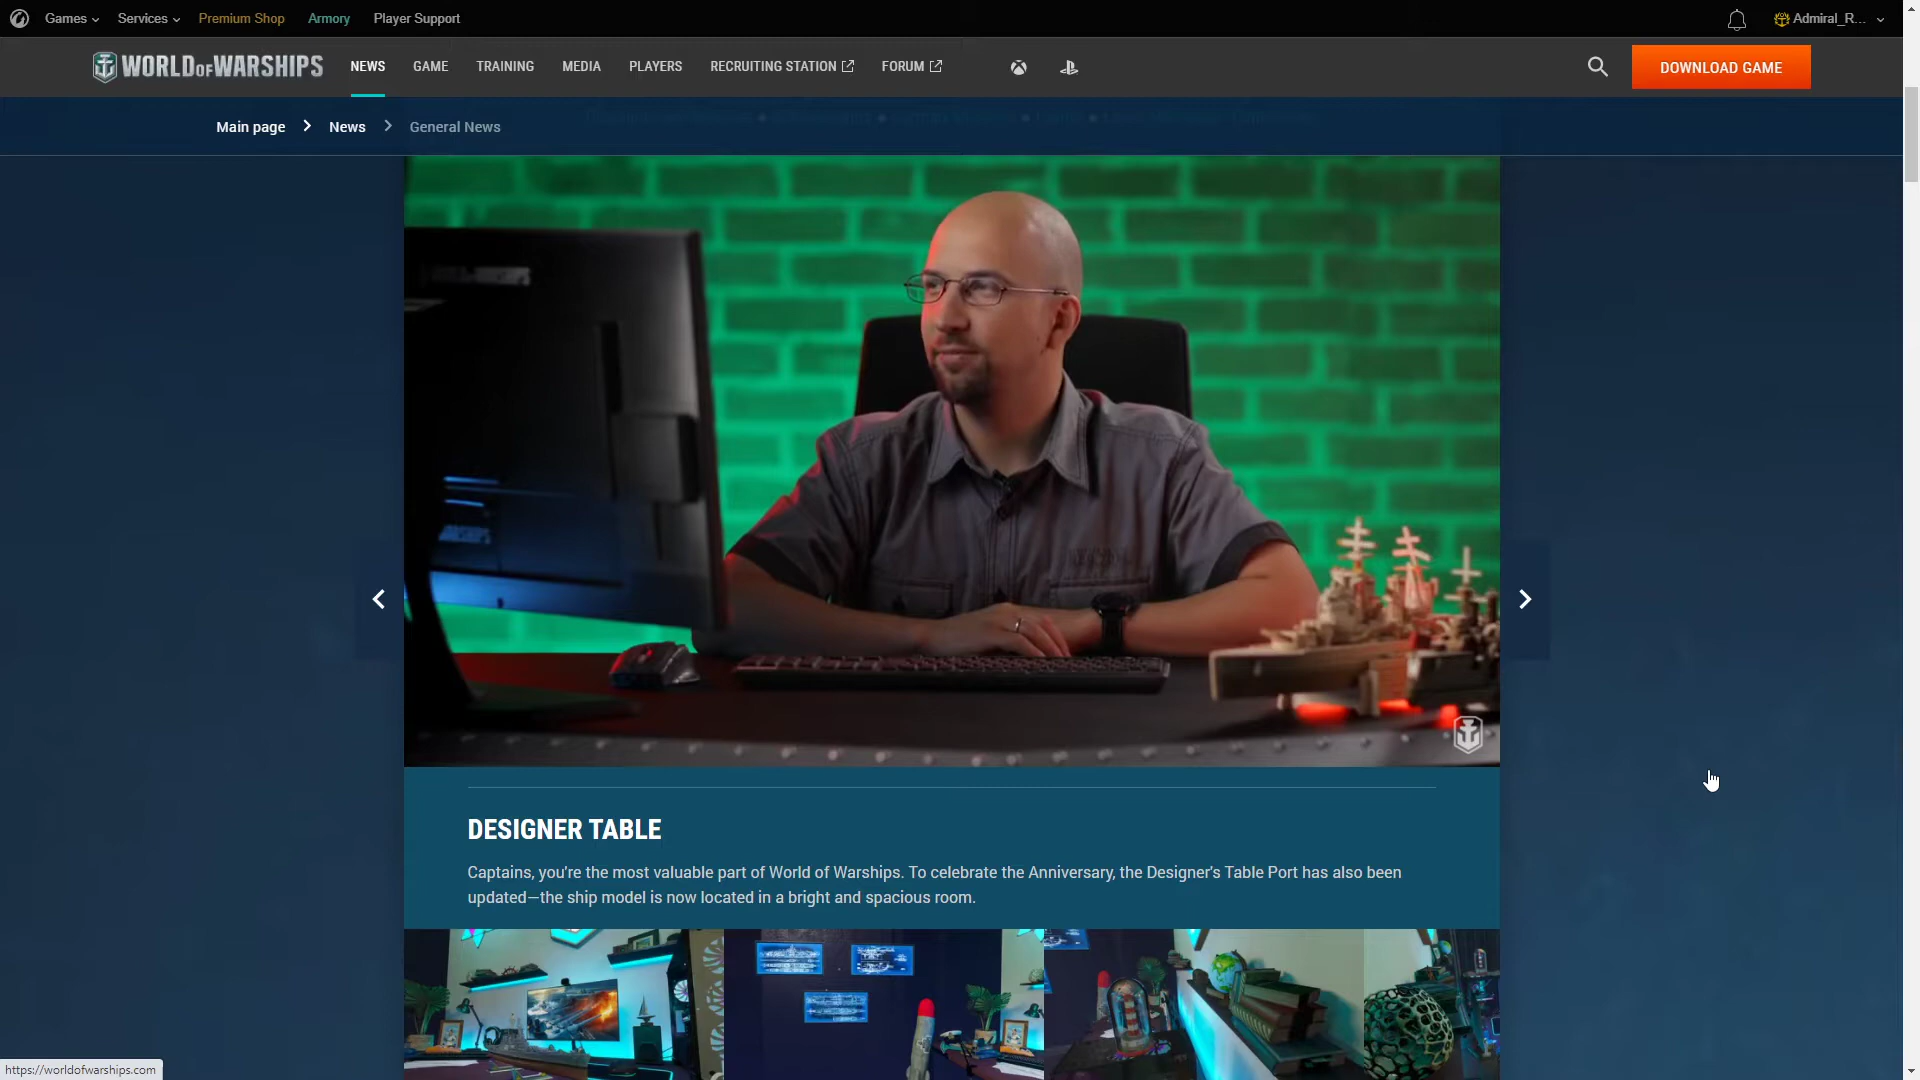 Games
Services
Premium Shop
Armory
Player Support
Admiral_R...
WORLD OF WARSHIPS
NEWS
GAME
TRAINING
MEDIA
PLAYERS
RECRUITING STATION
FORUM
DOWNLOAD GAME
Main page
News
General News
DESIGNER TABLE
Captains, you're the most valuable part of World of Warships. To celebrate the Anniversary, the Designer's Table Port has also been
updated—the ship model is now located in a bright and spacious room.
https://worldofwarships.com